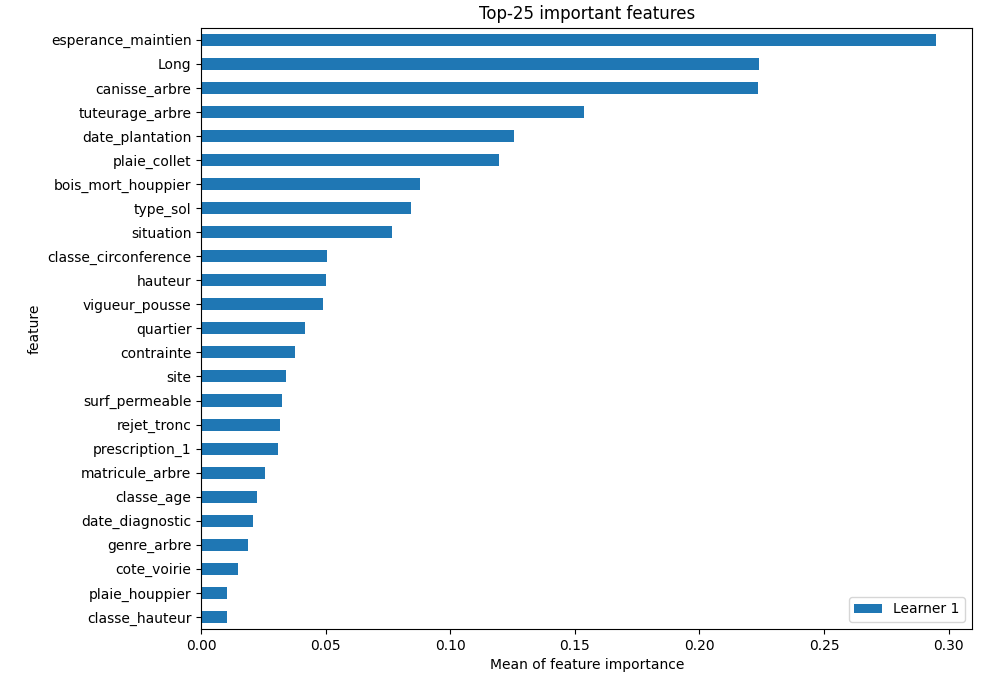 Top-25 important features
esperance_maintien
Long
canisse_arbre
tuteurage_arbre
date_plantation
plaie_collet
bois_mort_houppier
type_sol
situation
classe_circonference
hauteur
vigueur_pousse
quartier
contrainte
site
surf_permeable
rejet_tronc
prescription_1
matricule_arbre
classe_age
date_diagnostic
genre_arbre
cote_voirie
plaie_houppier
classe_hauteur
feature
Learner 1
0.00 0.05 0.10 0.15 0.20 0.25 0.30
Mean of feature importance